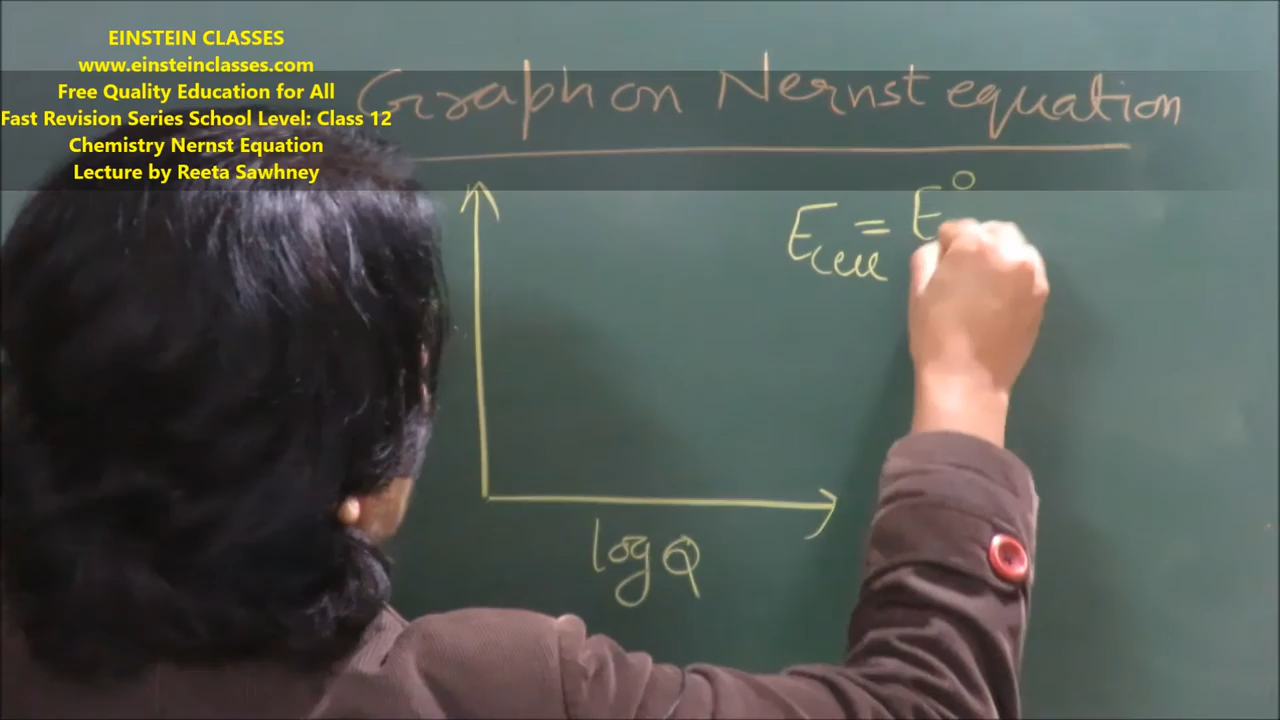 EINSTEIN CLASSES
www.einsteinclasses.com
Free Quality Education for All
Fast Revision Series School Level: Class 12
Chemistry Nernst Equation
Lecture by Reeta Sawhney
Graph on Nernst equation
E cell = E°
log Q